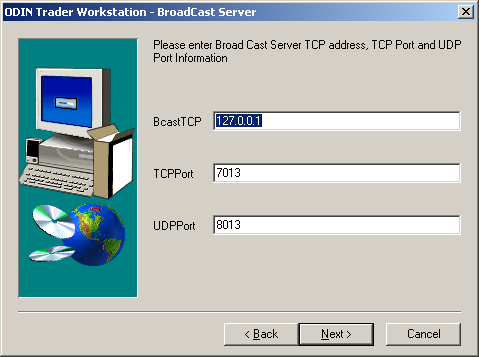 ODIN Trader Workstation - BroadCast Server
Please enter Broad Cast Server TCP address, TCP Port and UDP
Port Information
BcastTCP 127.0.0.1
TCPPort 7013
UDPPort 8013
< Back Next > Cancel